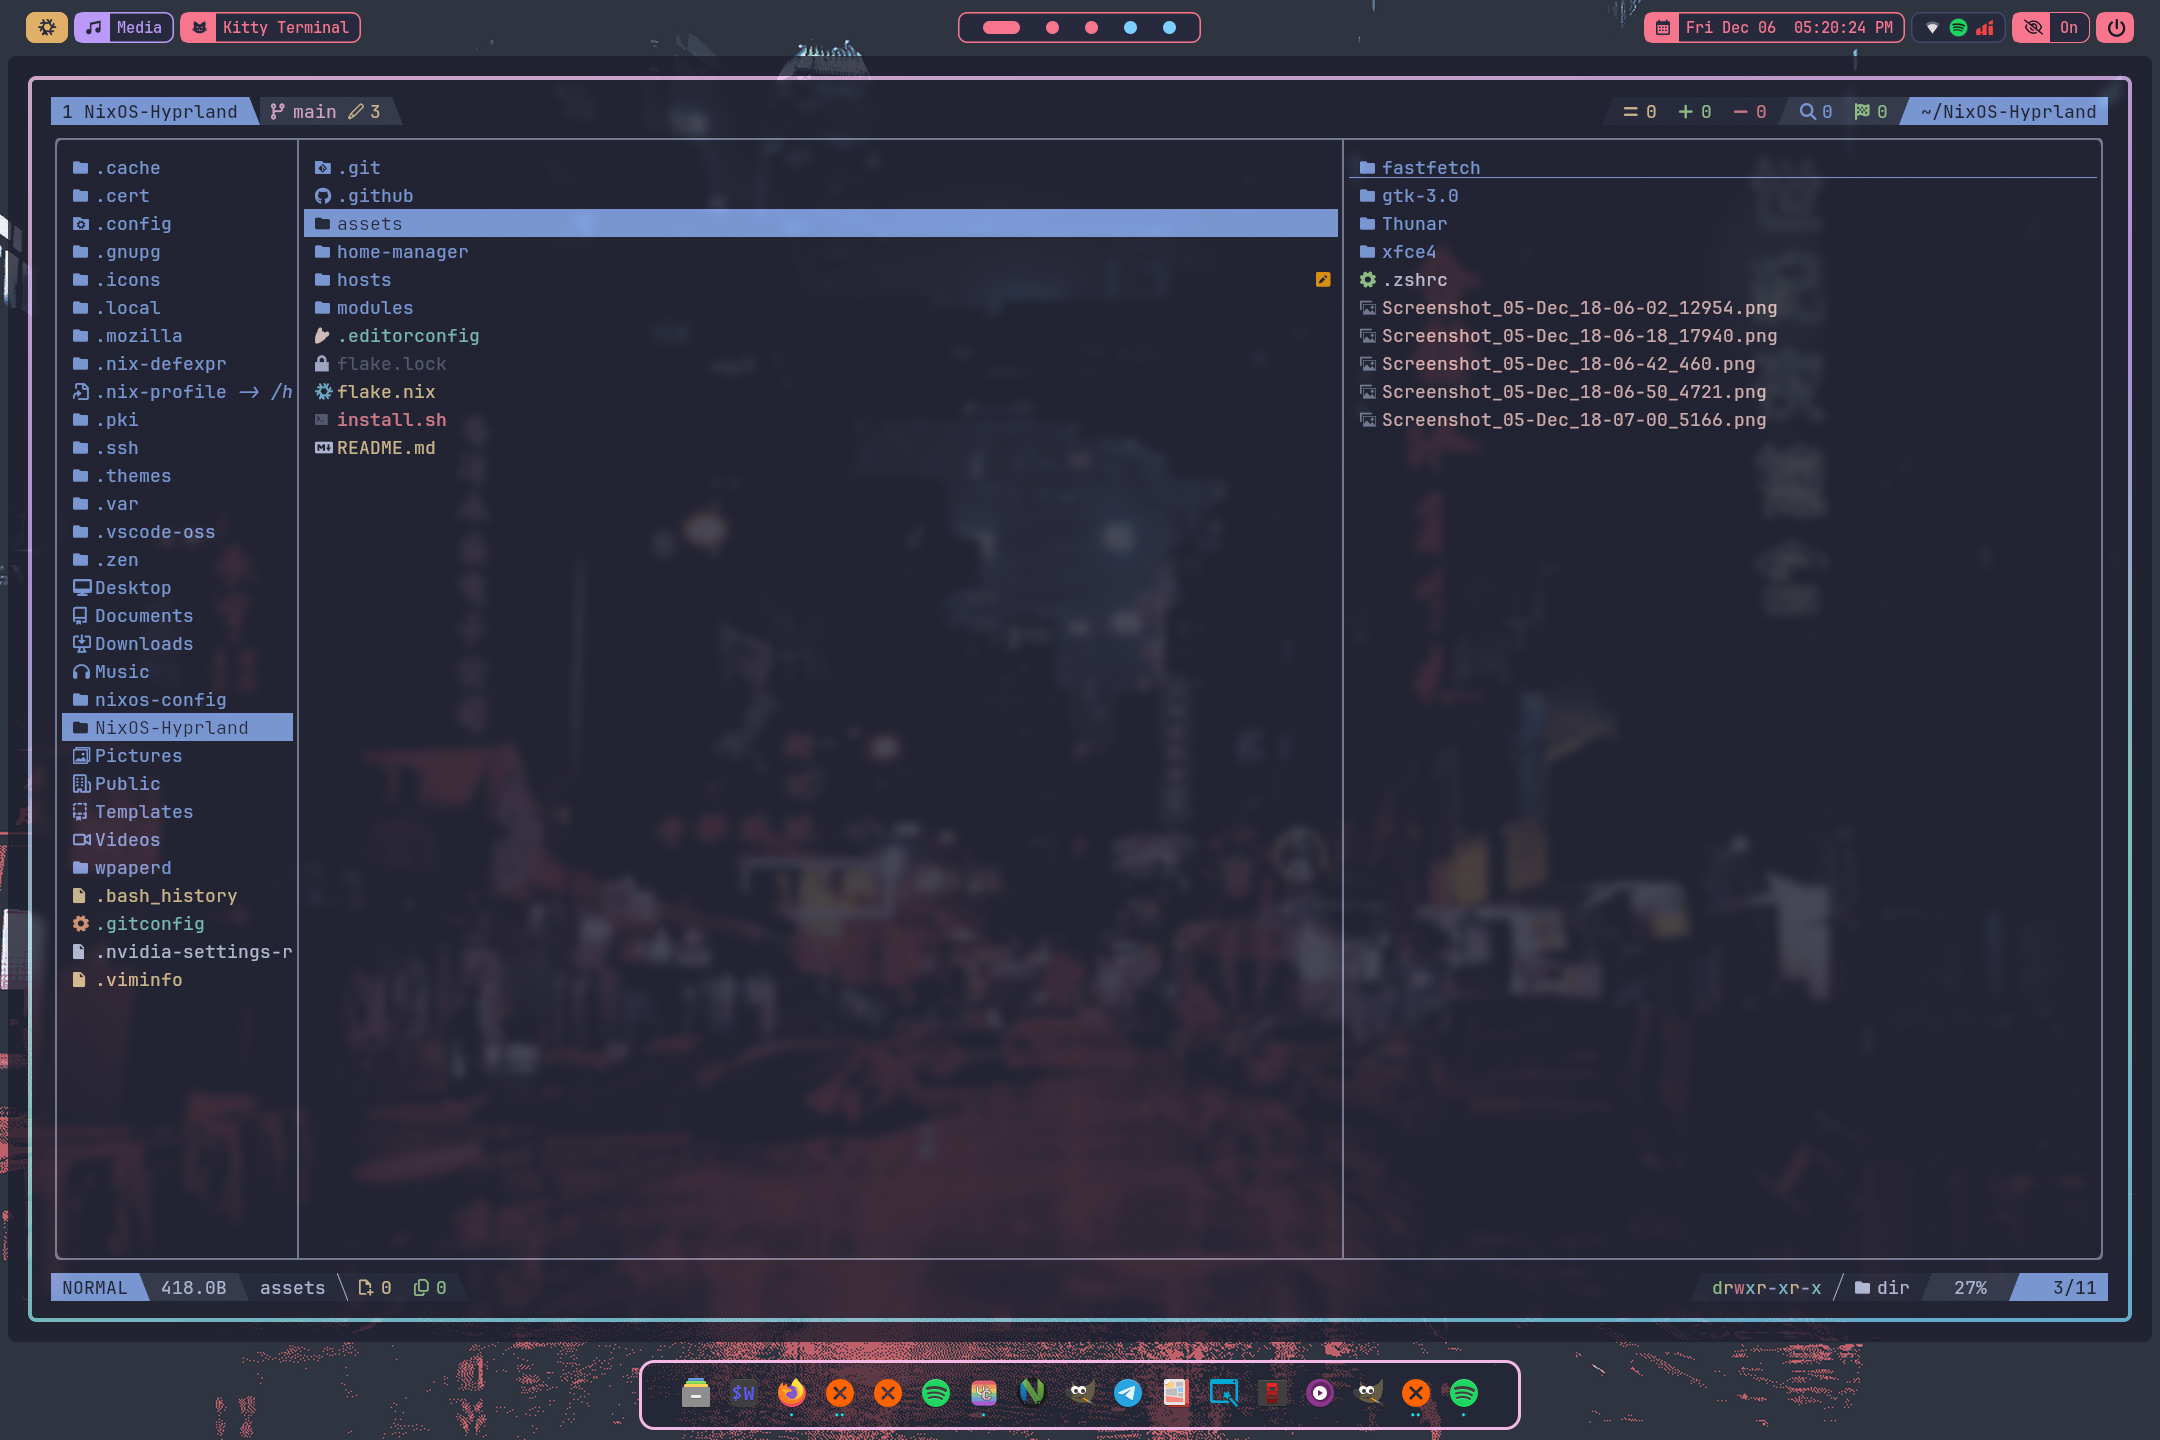 Media Kitty Terminal Fri Dec 06 05:20:24 PM On
1 NixOS-Hyprland main 3 0 0 0 0 0 ~/NixOS-Hyprland
.cache
.cert
.config
.gnupg
.icons
.local
.mozilla
.nix-defexpr
.nix-profile -> /h
.pki
.ssh
.themes
.var
.vscode-oss
.zen
Desktop
Documents
Downloads
Music
nixos-config
NixOS-Hyprland
Pictures
Public
Templates
Videos
wpaperd
.bash_history
.gitconfig
.nvidia-settings-r
.viminfo
.git
.github
assets
home-manager
hosts
modules
.editorconfig
flake.lock
flake.nix
install.sh
README.md
fastfetch
gtk-3.0
Thunar
xfce4
.zshrc
Screenshot_05-Dec_18-06-02_12954.png
Screenshot_05-Dec_18-06-18_17940.png
Screenshot_05-Dec_18-06-42_460.png
Screenshot_05-Dec_18-06-50_4721.png
Screenshot_05-Dec_18-07-00_5166.png
NORMAL 418.0B assets 0 0 drwxr-xr-x dir 27% 3/11
$W